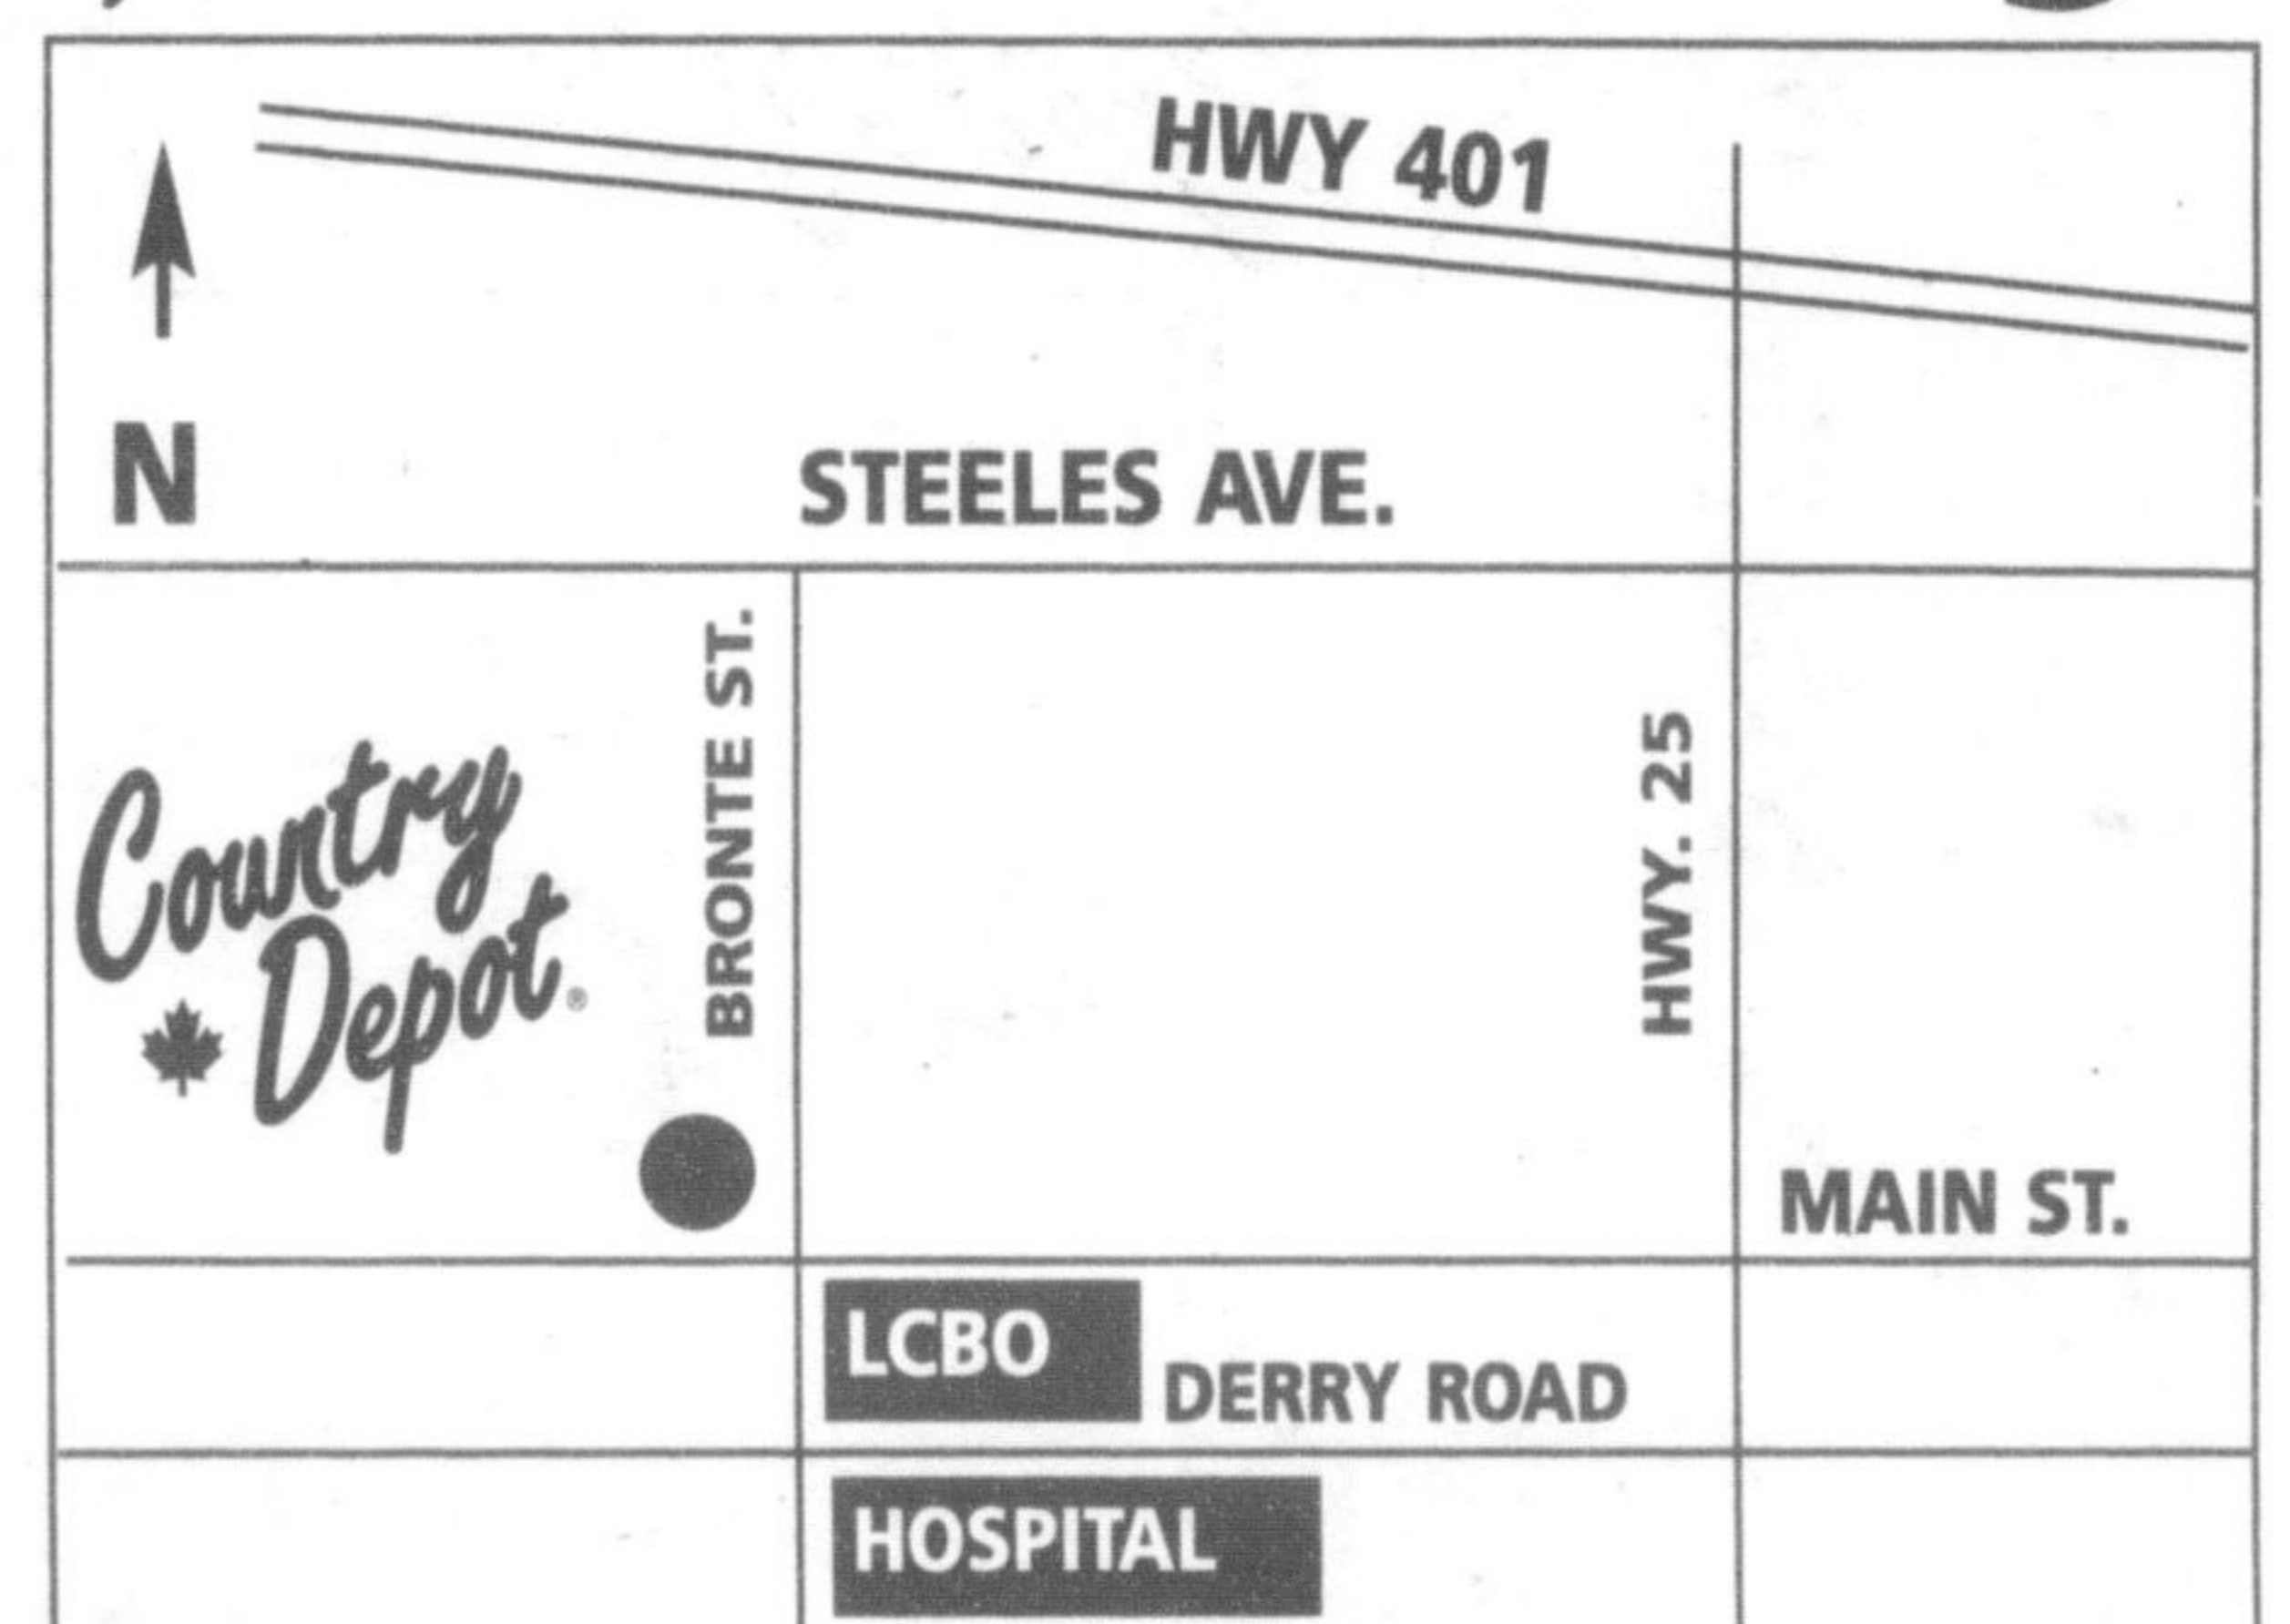 HWY 401
N
STEELES AVE.
BRONTE ST.
HWY. 25
Country
Depot®
MAIN ST.
LCBO
DERRY ROAD
HOSPITAL